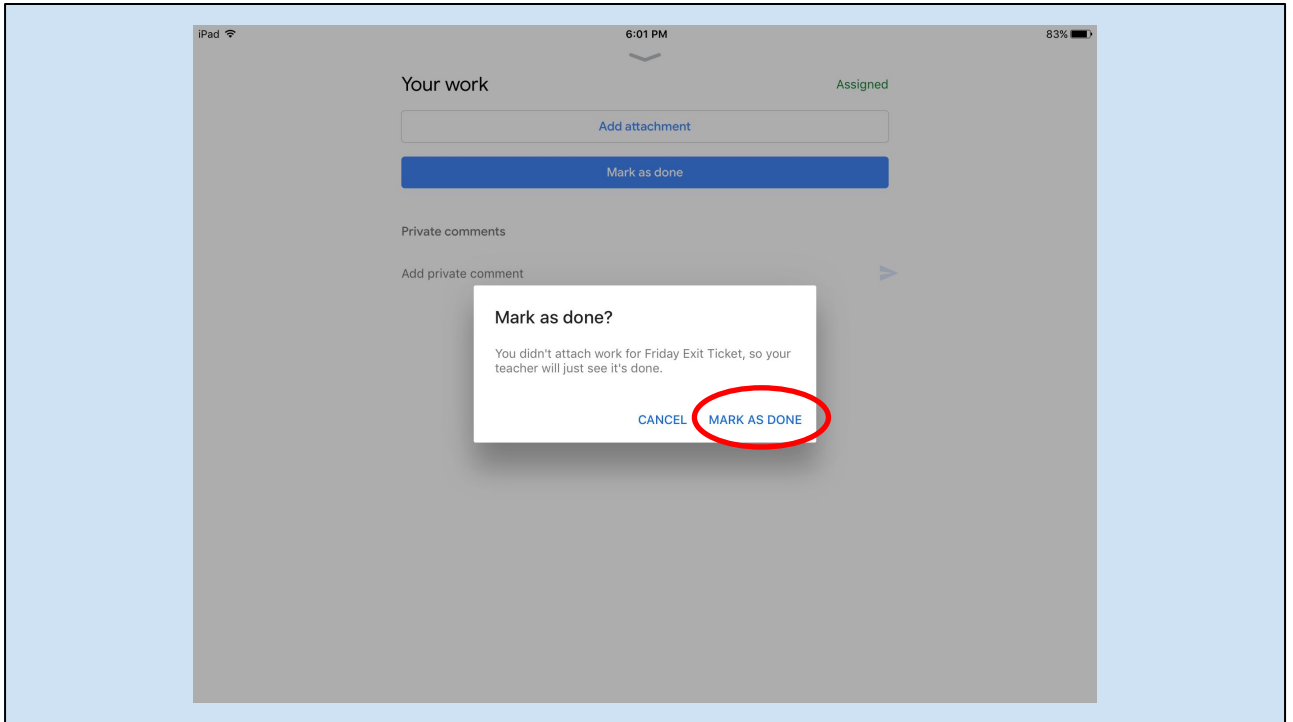 iPad 6:01 PM 83%
Your work Assigned
Add attachment
Mark as done
Private comments
Add private comment
Mark as done?
You didn't attach work for Friday Exit Ticket, so your
teacher will just see it's done.
CANCEL MARK AS DONE